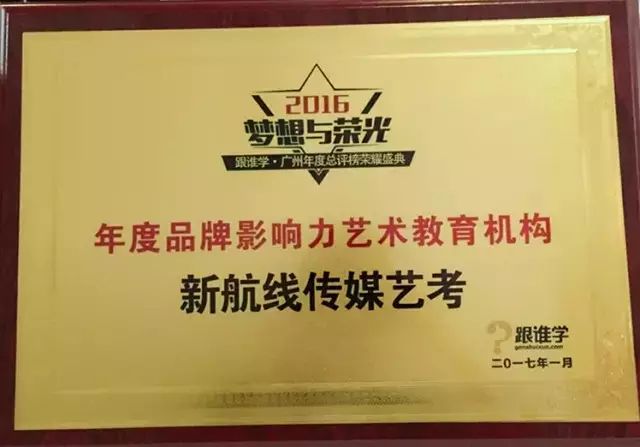 2016
梦想与荣光
跟谁学·广州年度总评榜荣耀盛典
年度品牌影响力艺术教育机构
新航线传媒艺考
跟谁学
genshuixue.com
二〇一七年一月